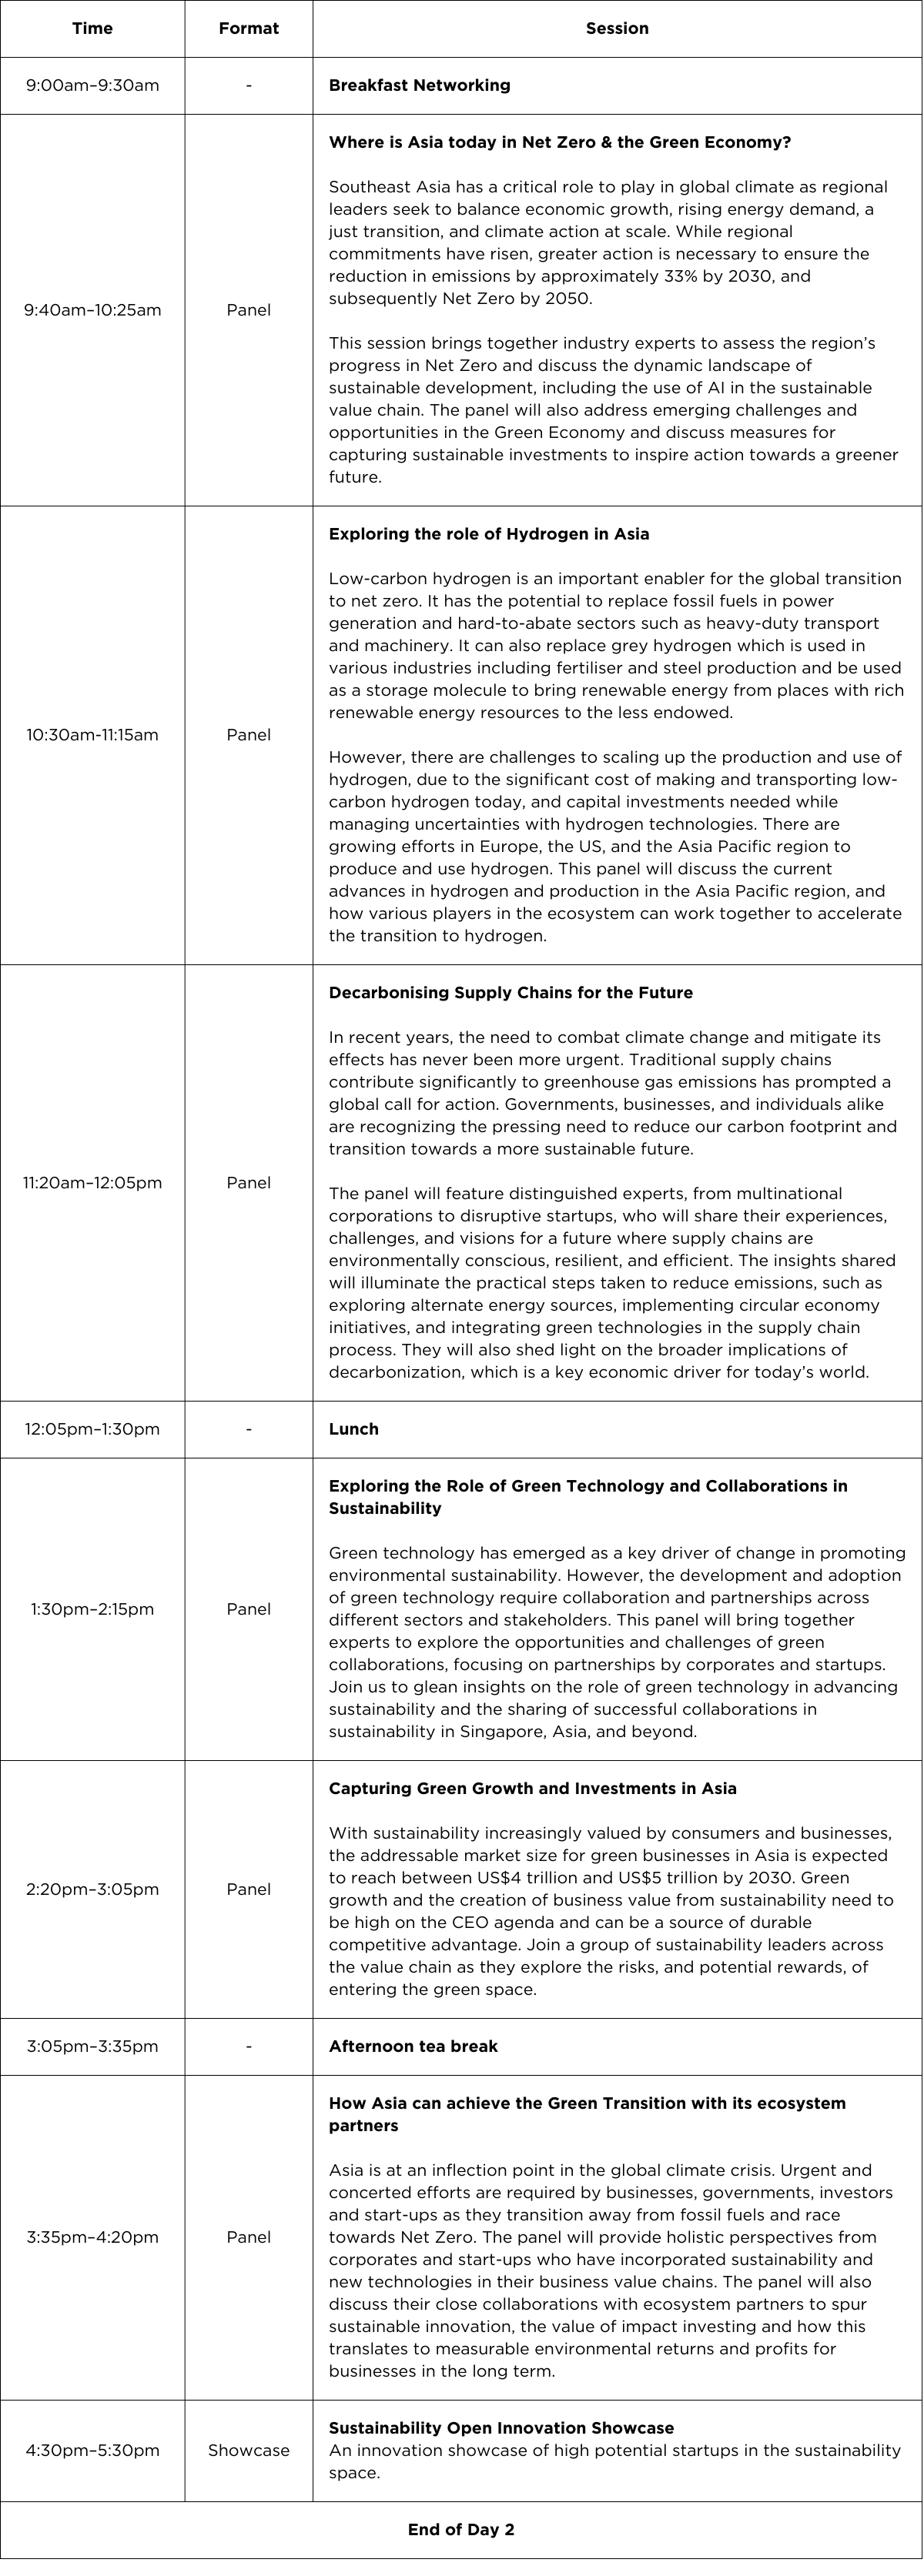 Time Format Session
9:00am–9:30am - Breakfast Networking
Where is Asia today in Net Zero & the Green Economy?
Southeast Asia has a critical role to play in global climate as regional
leaders seek to balance economic growth, rising energy demand, a
just transition, and climate action at scale. While regional
commitments have risen, greater action is necessary to ensure the
reduction in emissions by approximately 33% by 2030, and
subsequently Net Zero by 2050.
9:40am–10:25am Panel
This session brings together industry experts to assess the region’s
progress in Net Zero and discuss the dynamic landscape of
sustainable development, including the use of AI in the sustainable
value chain. The panel will also address emerging challenges and
opportunities in the Green Economy and discuss measures for
capturing sustainable investments to inspire action towards a greener
future.
Exploring the role of Hydrogen in Asia
Low-carbon hydrogen is an important enabler for the global transition
to net zero. It has the potential to replace fossil fuels in power
generation and hard-to-abate sectors such as heavy-duty transport
and machinery. It can also replace grey hydrogen which is used in
various industries including fertiliser and steel production and be used
as a storage molecule to bring renewable energy from places with rich
renewable energy resources to the less endowed.
10:30am-11:15am Panel
However, there are challenges to scaling up the production and use of
hydrogen, due to the significant cost of making and transporting low-
carbon hydrogen today, and capital investments needed while
managing uncertainties with hydrogen technologies. There are
growing efforts in Europe, the US, and the Asia Pacific region to
produce and use hydrogen. This panel will discuss the current
advances in hydrogen and production in the Asia Pacific region, and
how various players in the ecosystem can work together to accelerate
the transition to hydrogen.
Decarbonising Supply Chains for the Future
In recent years, the need to combat climate change and mitigate its
effects has never been more urgent. Traditional supply chains
contribute significantly to greenhouse gas emissions has prompted a
global call for action. Governments, businesses, and individuals alike
are recognizing the pressing need to reduce our carbon footprint and
transition towards a more sustainable future.
11:20am–12:05pm Panel
The panel will feature distinguished experts, from multinational
corporations to disruptive startups, who will share their experiences,
challenges, and visions for a future where supply chains are
environmentally conscious, resilient, and efficient. The insights shared
will illuminate the practical steps taken to reduce emissions, such as
exploring alternate energy sources, implementing circular economy
initiatives, and integrating green technologies in the supply chain
process. They will also shed light on the broader implications of
decarbonization, which is a key economic driver for today’s world.
12:05pm–1:30pm - Lunch
Exploring the Role of Green Technology and Collaborations in
Sustainability
Green technology has emerged as a key driver of change in promoting
environmental sustainability. However, the development and adoption
of green technology require collaboration and partnerships across
1:30pm–2:15pm Panel
different sectors and stakeholders. This panel will bring together
experts to explore the opportunities and challenges of green
collaborations, focusing on partnerships by corporates and startups.
Join us to glean insights on the role of green technology in advancing
sustainability and the sharing of successful collaborations in
sustainability in Singapore, Asia, and beyond.
Capturing Green Growth and Investments in Asia
With sustainability increasingly valued by consumers and businesses,
the addressable market size for green businesses in Asia is expected
to reach between US$4 trillion and US$5 trillion by 2030. Green
2:20pm–3:05pm Panel
growth and the creation of business value from sustainability need to
be high on the CEO agenda and can be a source of durable
competitive advantage. Join a group of sustainability leaders across
the value chain as they explore the risks, and potential rewards, of
entering the green space.
3:05pm–3:35pm - Afternoon tea break
How Asia can achieve the Green Transition with its ecosystem
partners
Asia is at an inflection point in the global climate crisis. Urgent and
concerted efforts are required by businesses, governments, investors
and start-ups as they transition away from fossil fuels and race
towards Net Zero. The panel will provide holistic perspectives from
3:35pm–4:20pm Panel
corporates and start-ups who have incorporated sustainability and
new technologies in their business value chains. The panel will also
discuss their close collaborations with ecosystem partners to spur
sustainable innovation, the value of impact investing and how this
translates to measurable environmental returns and profits for
businesses in the long term.
Sustainability Open Innovation Showcase
4:30pm–5:30pm Showcase
An innovation showcase of high potential startups in the sustainability
space.
End of Day 2